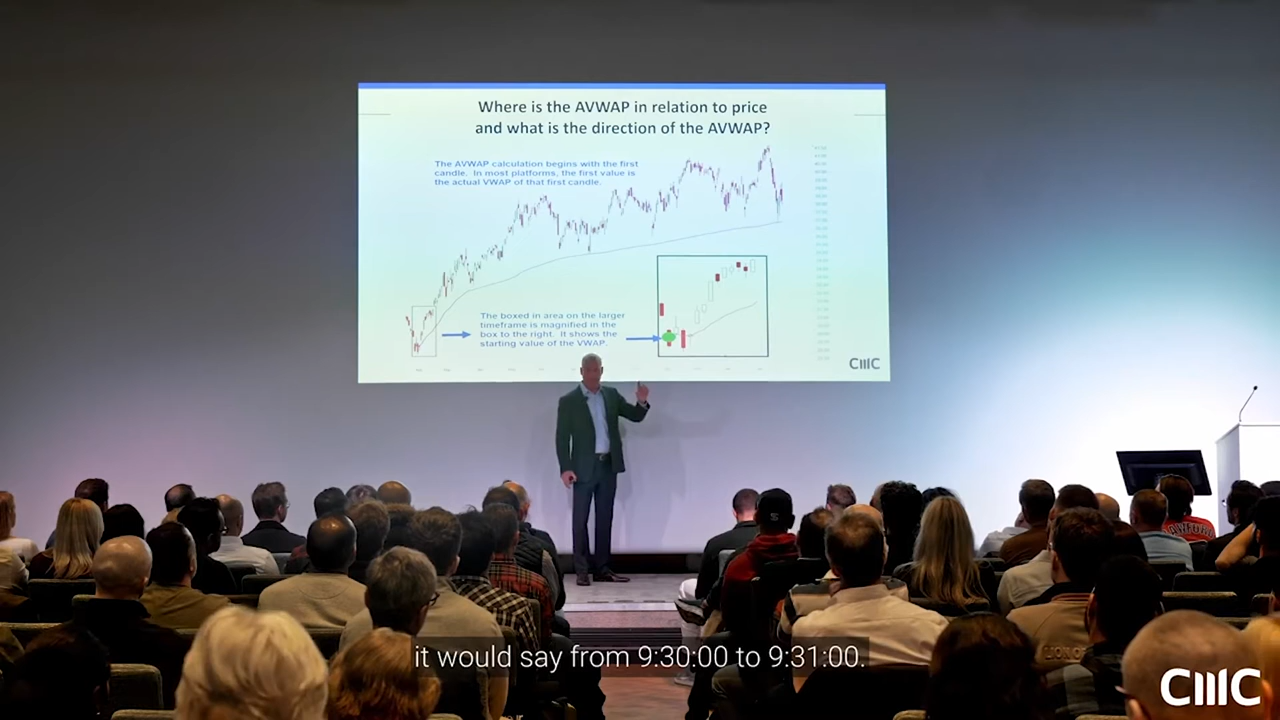 Where is the AVWAP in relation to price
and what is the direction of the AVWAP?
The AVWAP calculation begins with the first
candle. In most platforms, the first value is
the actual VWAP of that first candle.
The boxed in area on the larger
timeframe is magnified in the
box to the right. It shows the
starting value of the VWAP.
CMC
it would say from 9:30:00 to 9:31:00.
CMC